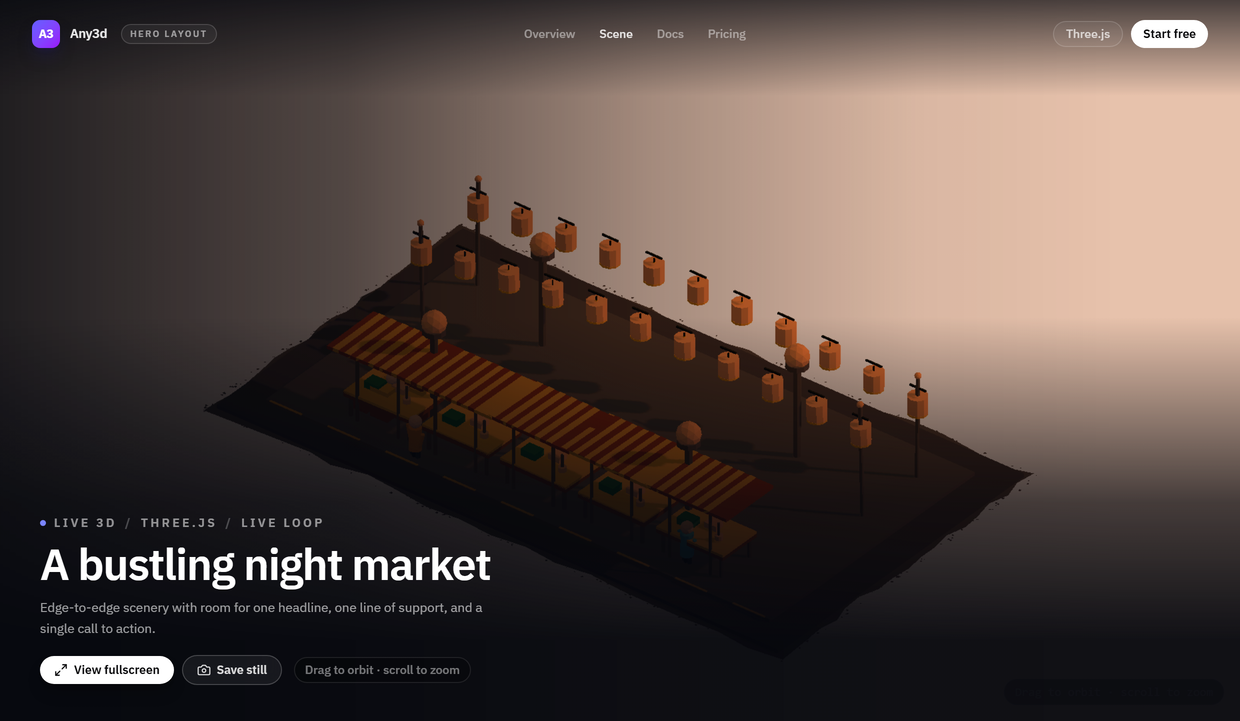 A3 Any3d HERO LAYOUT Overview Scene Docs Pricing Three.js Start free
LIVE 3D / THREE.JS / LIVE LOOP
A bustling night market
Edge-to-edge scenery with room for one headline, one line of support, and a
single call to action.
View fullscreen Save still Drag to orbit · scroll to zoom